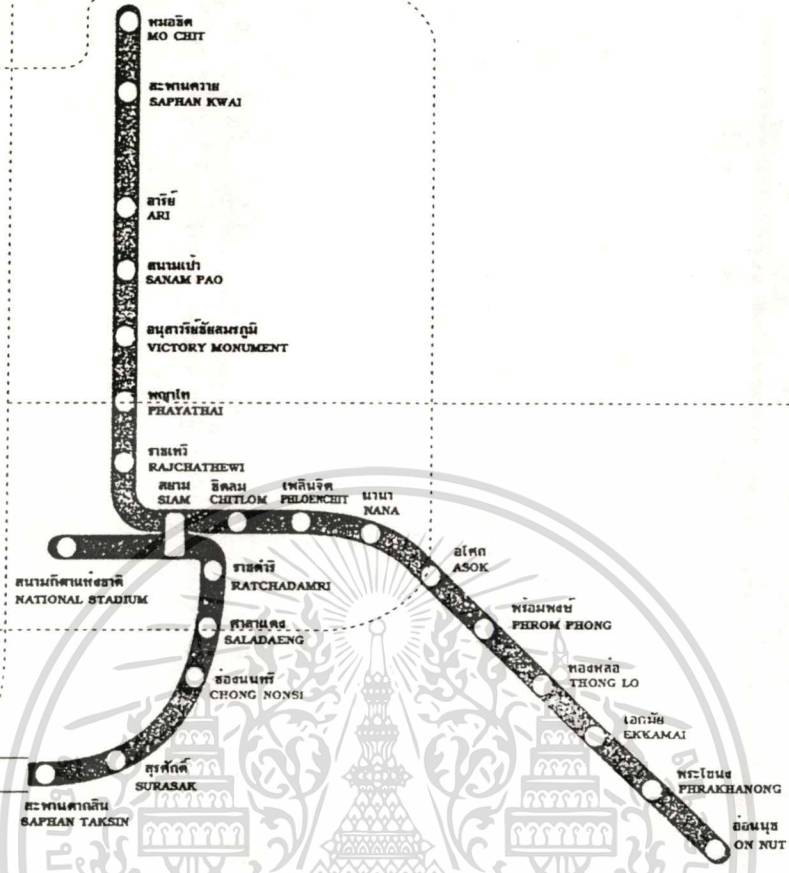 หมอชิต
MO CHIT
สะพานควาย
SAPHAN KWAI
อารีย์
ARI
สนามเป้า
SANAM PAO
อนุสาวรีย์ชัยสมรภูมิ
VICTORY MONUMENT
พญาไท
PHAYATHAI
ราชเทวี
RAJCHATHEWI
สยาม
SIAM
ชิดลม
CHITLOM
เพลินจิต
PHLOENCHIT
นานา
NANA
อโศก
ASOK
สนามกีฬาแห่งชาติ
NATIONAL STADIUM
ราชดำริ
RATCHADAMRI
พร้อมพงษ์
PHROM PHONG
ศาลาแดง
SALADAENG
ทองหล่อ
THONG LO
ช่องนนทรี
CHONG NONSI
เอกมัย
EKKAMAI
สุรศักดิ์
SURASAK
พระโขนง
PHRAKHANONG
สะพานตากสิน
SAPHAN TAKSIN
อ่อนนุช
ON NUT